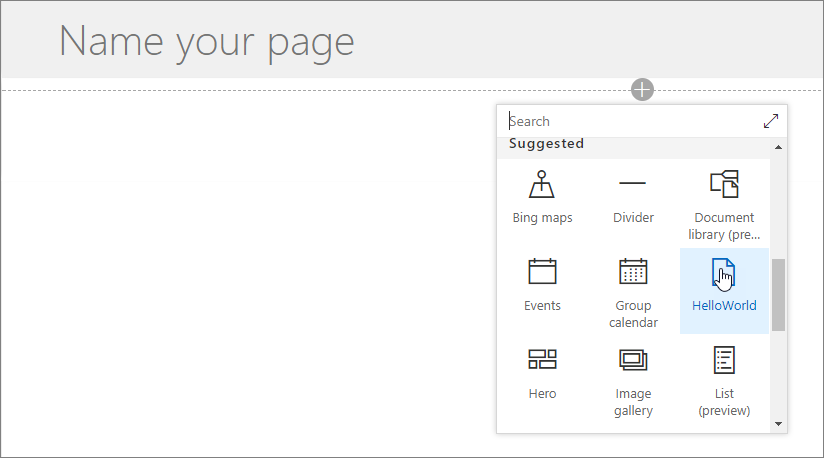 Name your page
Search
Suggested
Bing maps
Divider
Document
library (pre...
Events
Group
calendar
HelloWorld
Hero
Image
gallery
List
(preview)